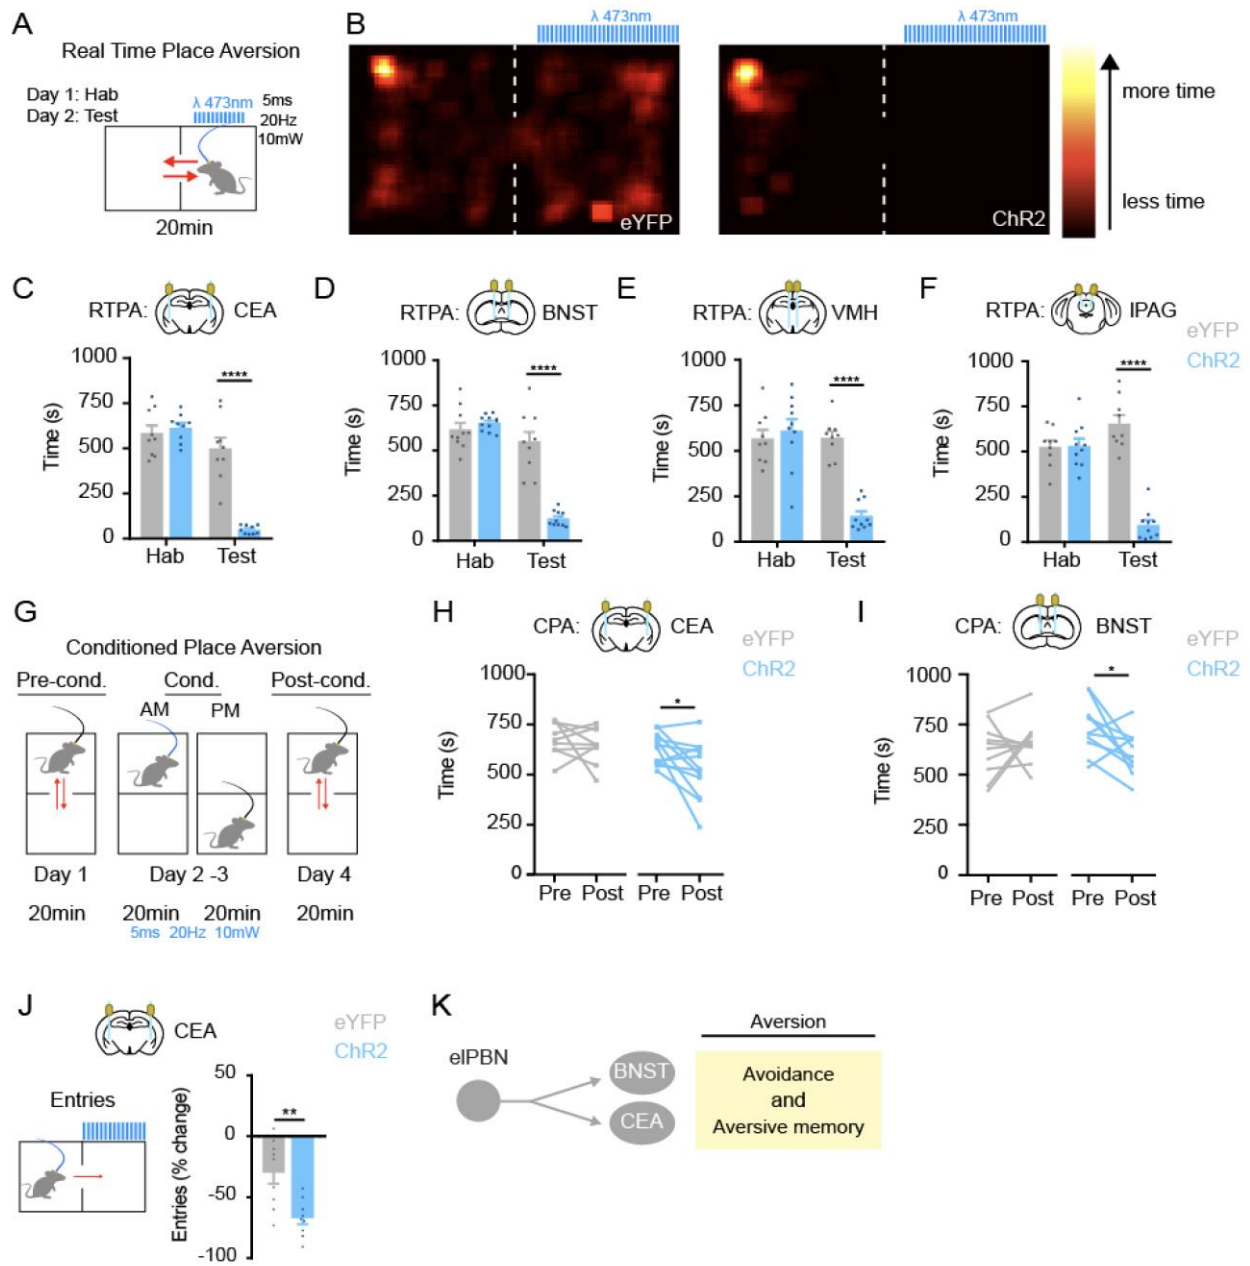 A
Real Time Place Aversion
Day 1: Hab
Day 2: Test
λ 473nm
5ms
20Hz
10mW
20min
B
λ 473nm
λ 473nm
eYFP
ChR2
more time
less time
C
RTPA:
CEA
Time (s)
1000
750
500
250
0
****
Hab
Test
D
RTPA:
BNST
Time (s)
1000
750
500
250
0
****
Hab
Test
E
RTPA:
VMH
Time (s)
1000
750
500
250
0
****
Hab
Test
F
RTPA:
lPAG
eYFP
ChR2
Time (s)
1000
750
500
250
0
****
Hab
Test
G
Conditioned Place Aversion
Pre-cond.
Cond.
Post-cond.
AM
PM
Day 1
Day 2 -3
Day 4
20min
20min
20min
20min
5ms 20Hz 10mW
H
CPA:
CEA
eYFP
ChR2
Time (s)
1000
750
500
250
0
*
Pre Post
Pre Post
I
CPA:
BNST
eYFP
ChR2
Time (s)
1000
750
500
250
0
*
Pre Post
Pre Post
J
CEA
eYFP
ChR2
Entries
Entries (% change)
50
0
-50
-100
**
K
elPBN
BNST
CEA
Aversion
Avoidance
and
Aversive memory